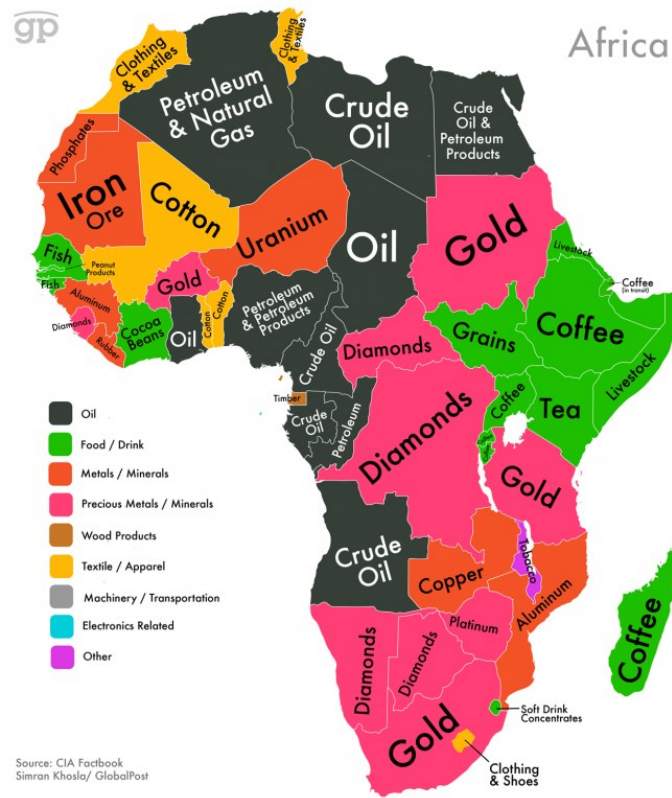 gp
Africa
Clothing
& Textiles
Clothing
& Textiles
Petroleum
& Natural
Gas
Crude
Oil
Crude
Oil &
Petroleum
Products
Phosphates
Iron
Ore
Cotton
Uranium
Oil
Gold
Fish
Peanut
Products
Fish
Gold
Aluminum
Diamonds
Rubber
Cocoa
Beans
Oil
Cotton
Cotton
Petroleum
& Petroleum
Products
Crude Oil
Diamonds
Grains
Livestock
Coffee
(in transit)
Coffee
Livestock
Timber
Crude
Oil
Petroleum
Diamonds
Coffee
Tea
Gold
Oil
Food / Drink
Metals / Minerals
Precious Metals / Minerals
Wood Products
Textile / Apparel
Machinery / Transportation
Electronics Related
Other
Crude
Oil
Copper
Tobacco
Aluminum
Coffee
Diamonds
Diamonds
Platinum
Gold
Soft Drink
Concentrates
Clothing
& Shoes
Source: CIA Factbook
Simran Khosla/ GlobalPost